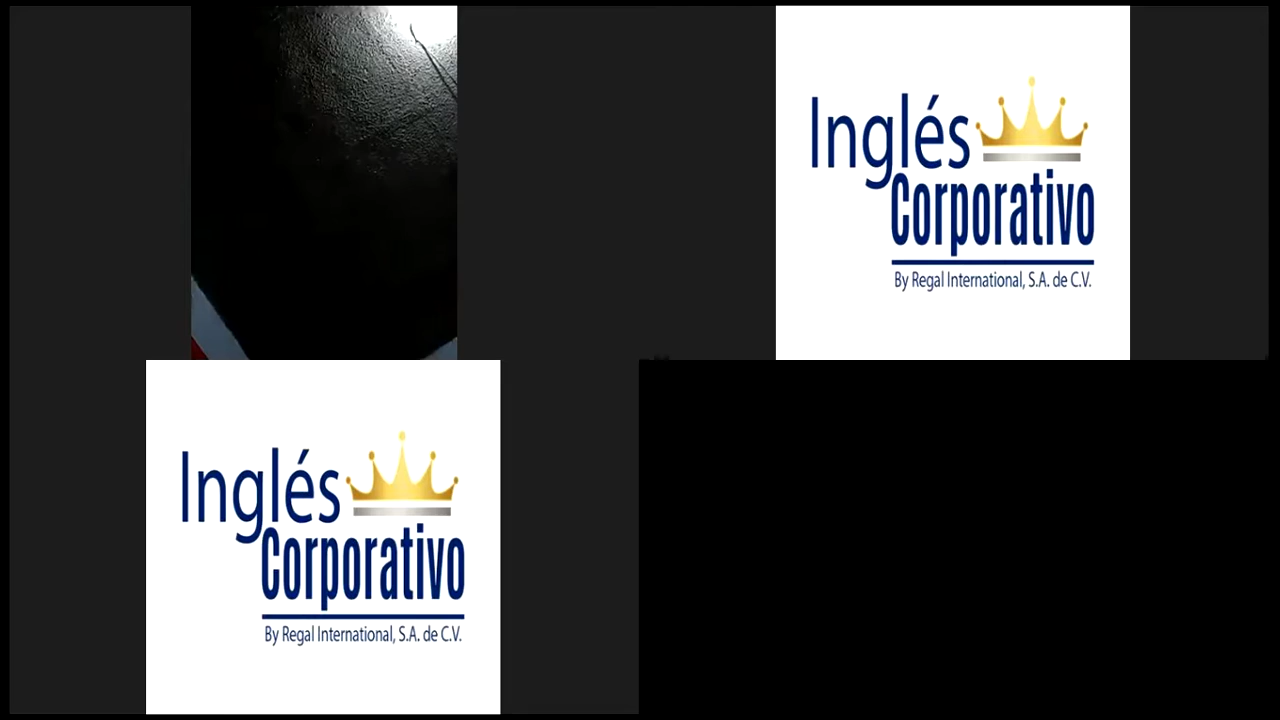 Inglés
Corporativo
By Regal International, S.A. de C.V.
Inglés
Corporativo
By Regal International, S.A. de C.V.